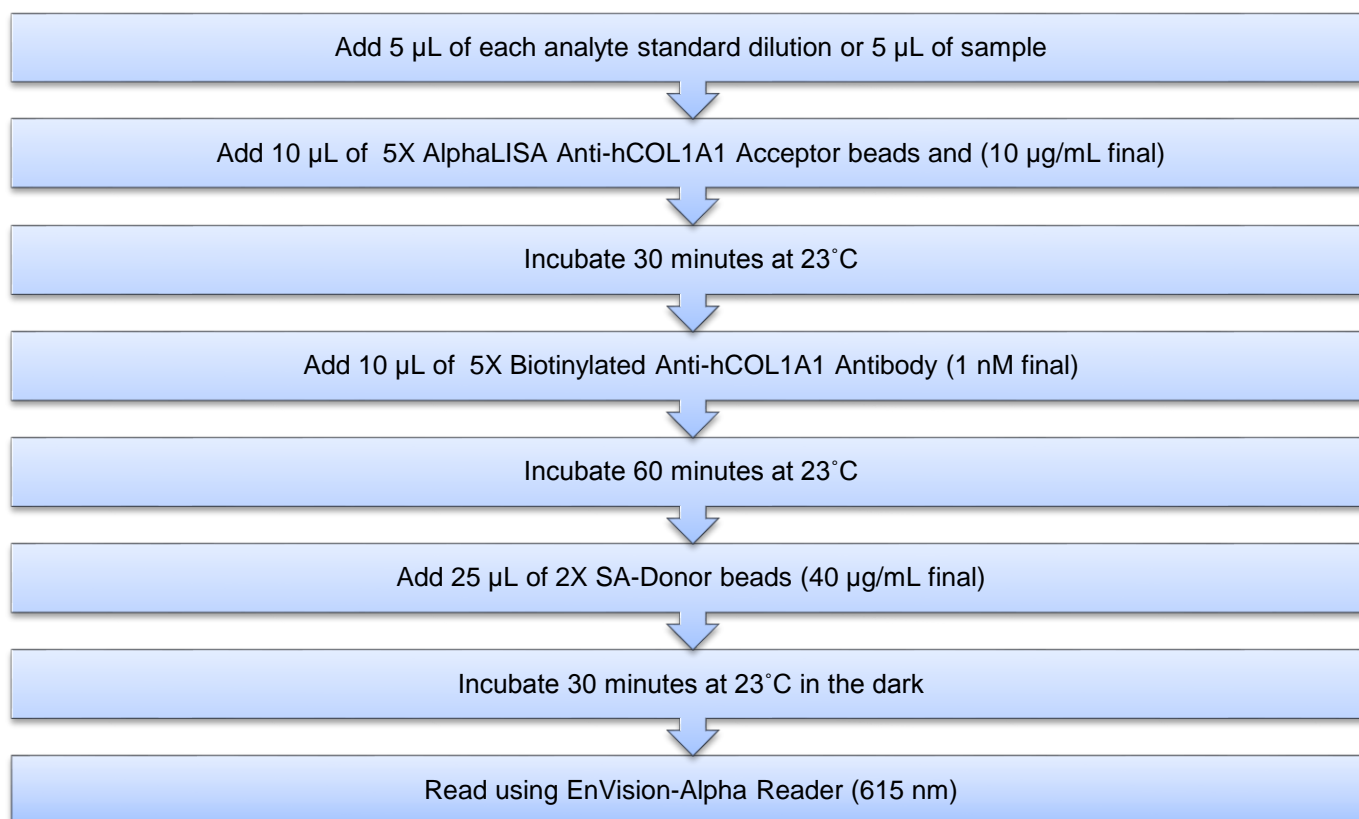 Add 5 µL of each analyte standard dilution or 5 µL of sample
Add 10 µL of 5X AlphaLISA Anti-hCOL1A1 Acceptor beads and (10 µg/mL final)
Incubate 30 minutes at 23˚C
Add 10 µL of 5X Biotinylated Anti-hCOL1A1 Antibody (1 nM final)
Incubate 60 minutes at 23˚C
Add 25 µL of 2X SA-Donor beads (40 µg/mL final)
Incubate 30 minutes at 23˚C in the dark
Read using EnVision-Alpha Reader (615 nm)